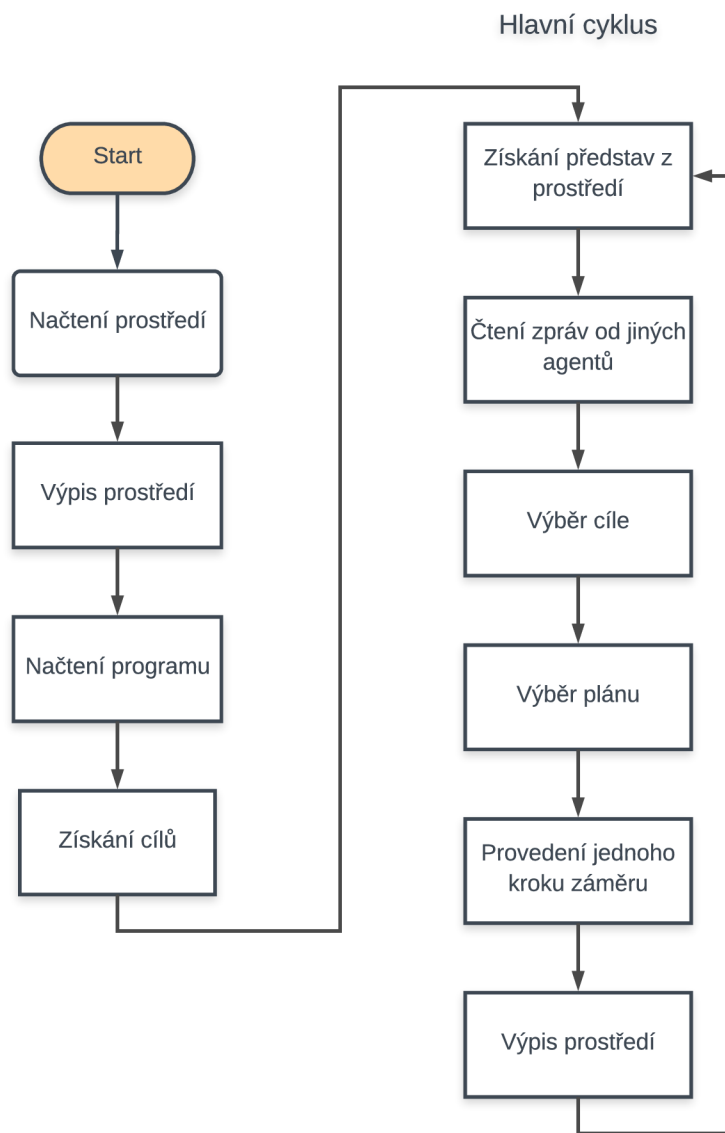 Hlavní cyklus
Start
Načtení prostředí
Výpis prostředí
Načtení programu
Získání cílů
Získání představ z
prostředí
Čtení zpráv od jiných
agentů
Výběr cíle
Výběr plánu
Provedení jednoho
kroku záměru
Výpis prostředí